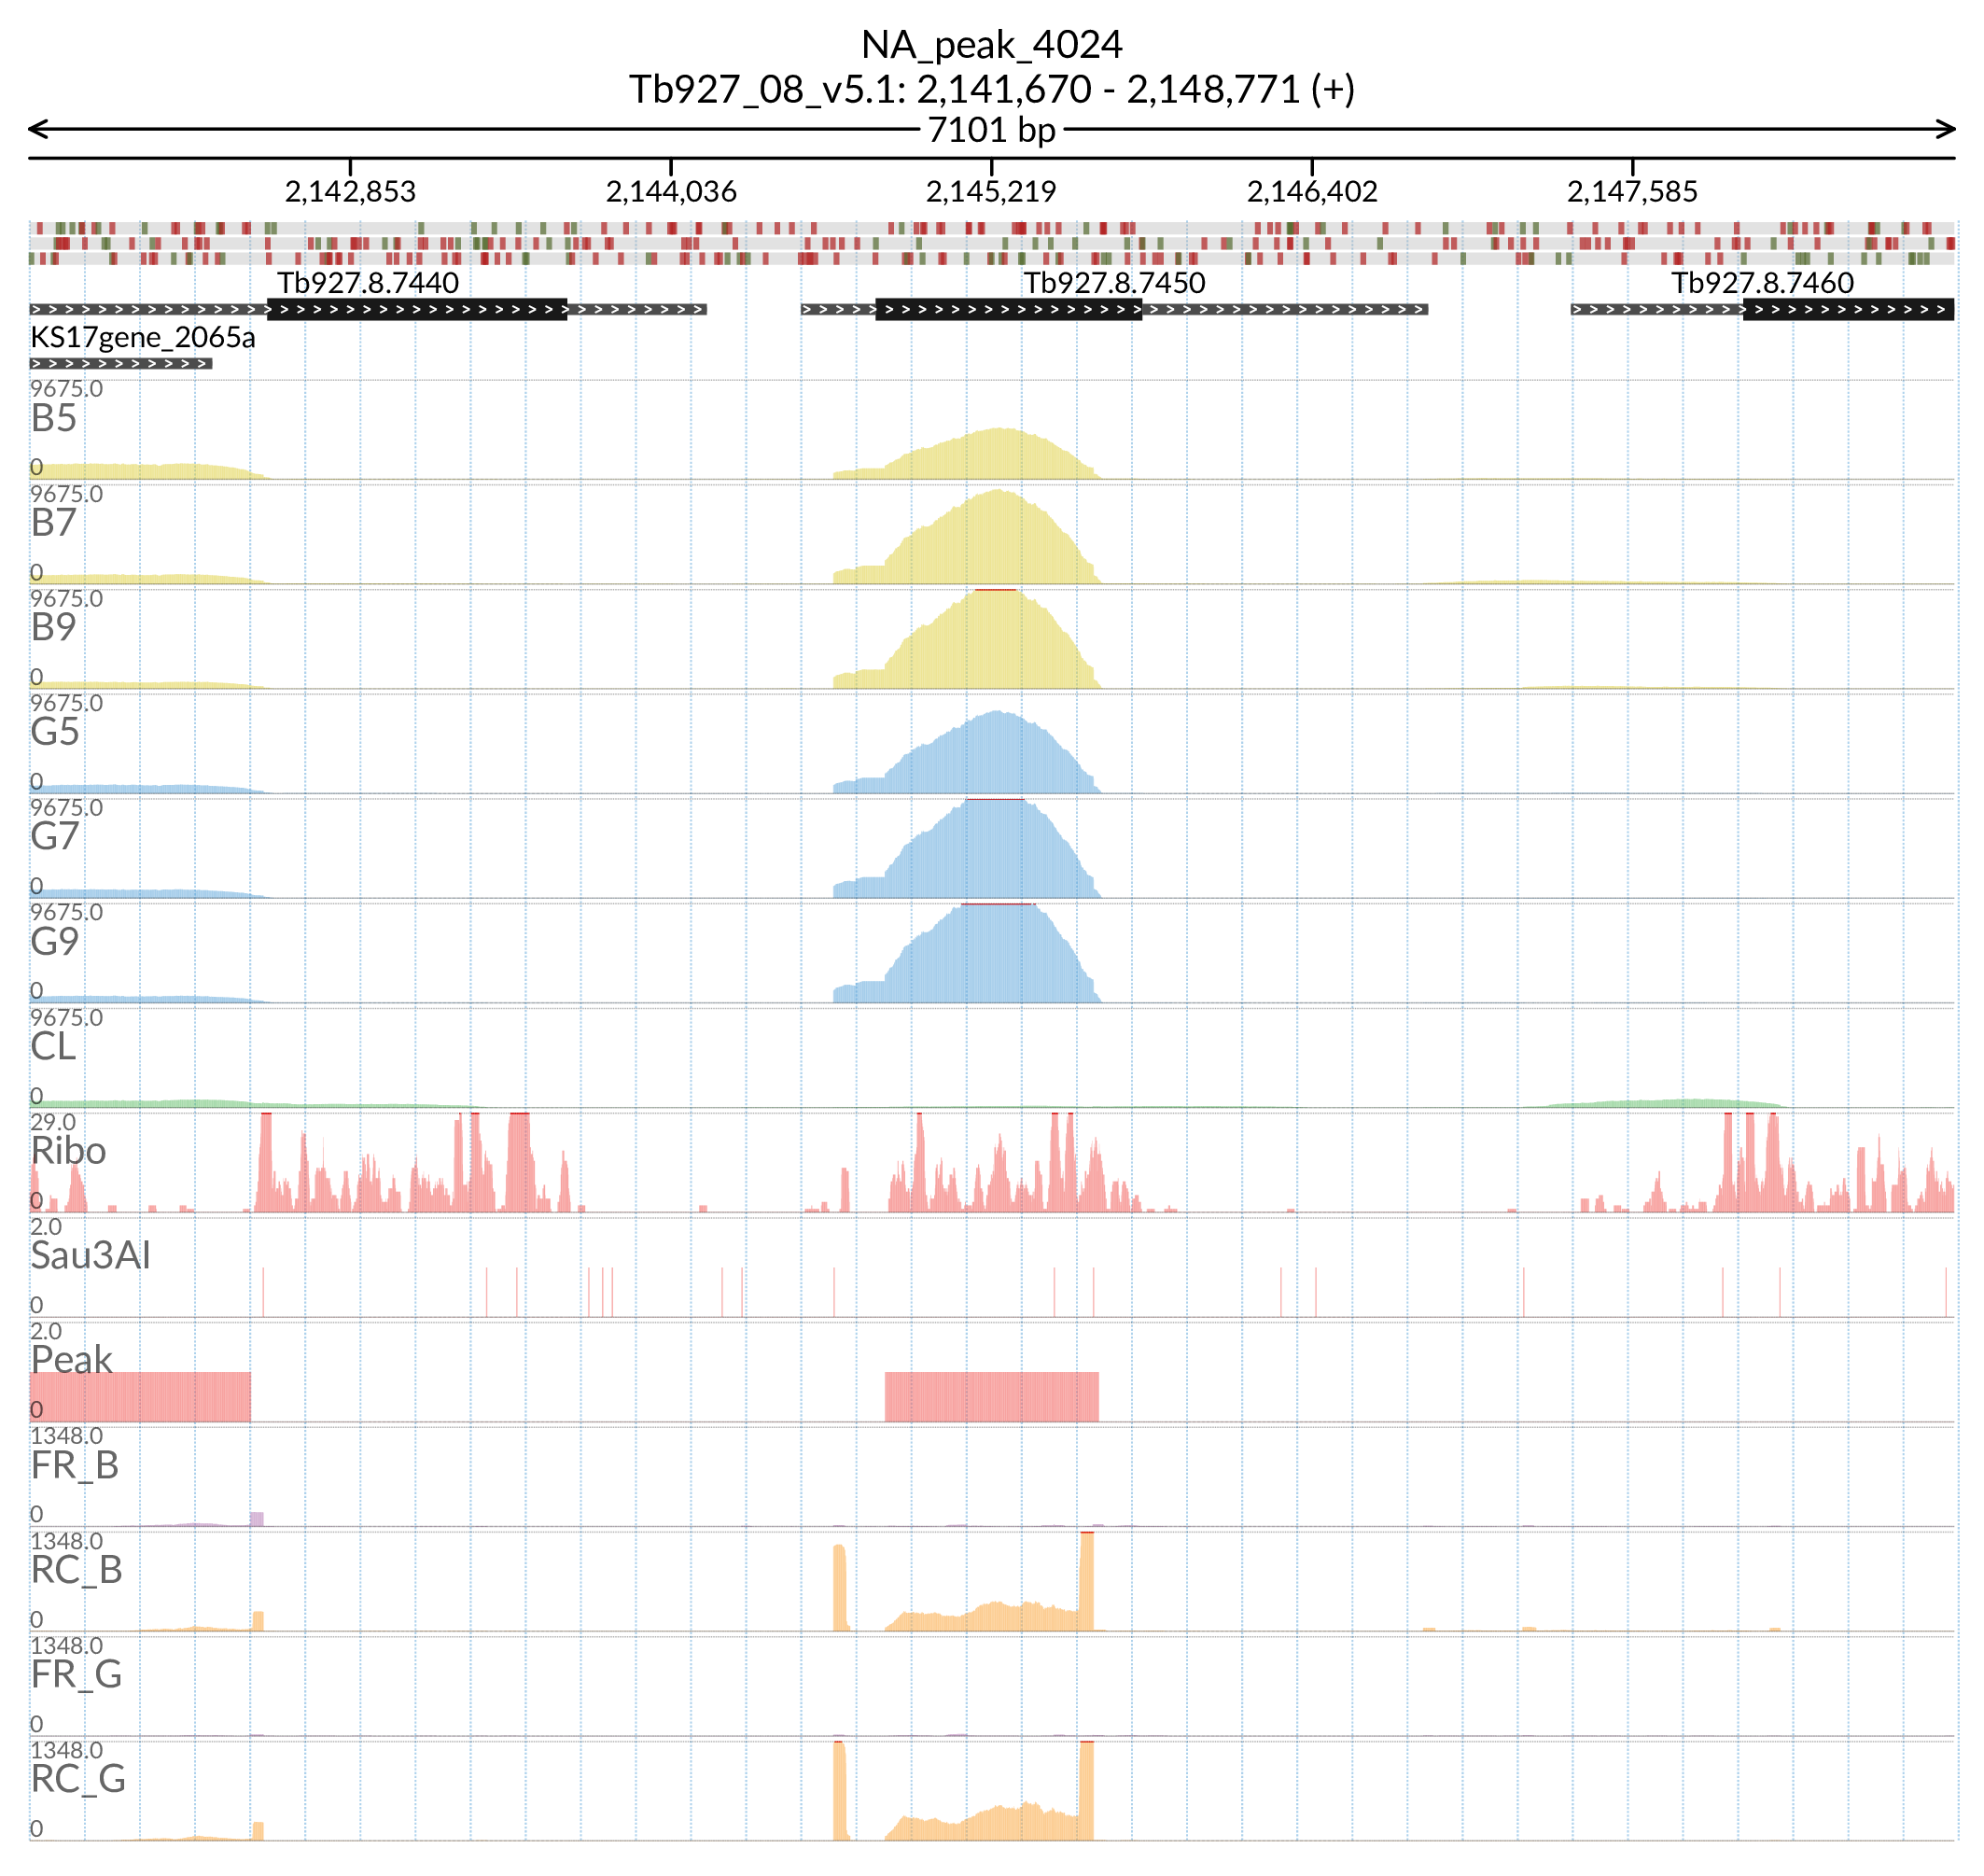 NA_peak_4024
Tb927_08_v5.1: 2,141,670 - 2,148,771 (+)
7101 bp
2,142,853 2,144,036 2,145,219 2,146,402 2,147,585
Tb927.8.7440 Tb927.8.7450 Tb927.8.7460
KS17gene_2065a
9675.0
B5
0
9675.0
B7
0
9675.0
B9
0
9675.0
G5
0
9675.0
G7
0
9675.0
G9
0
9675.0
CL
0
29.0
Ribo
0
2.0
Sau3AI
0
2.0
Peak
0
1348.0
FR_B
0
1348.0
RC_B
0
1348.0
FR_G
0
1348.0
RC_G
0